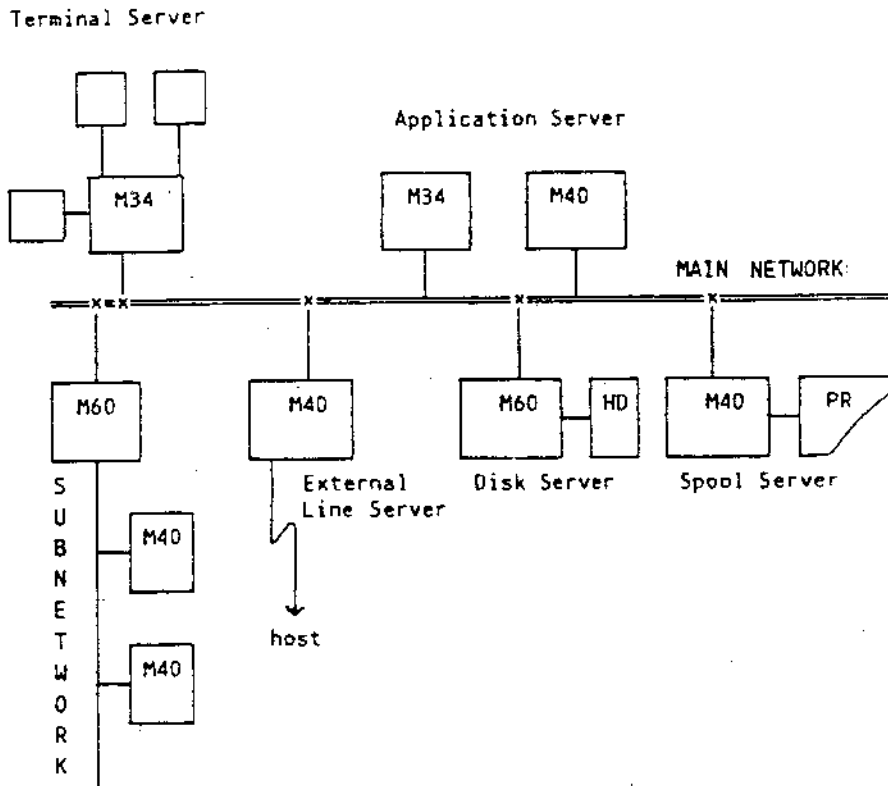 Terminal Server
Application Server
M34
M34
M40
MAIN NETWORK
M60
M40
M60
HD
M40
PR
External
Line Server
Disk Server
Spool Server
SUBNETWORK
M40
M40
host